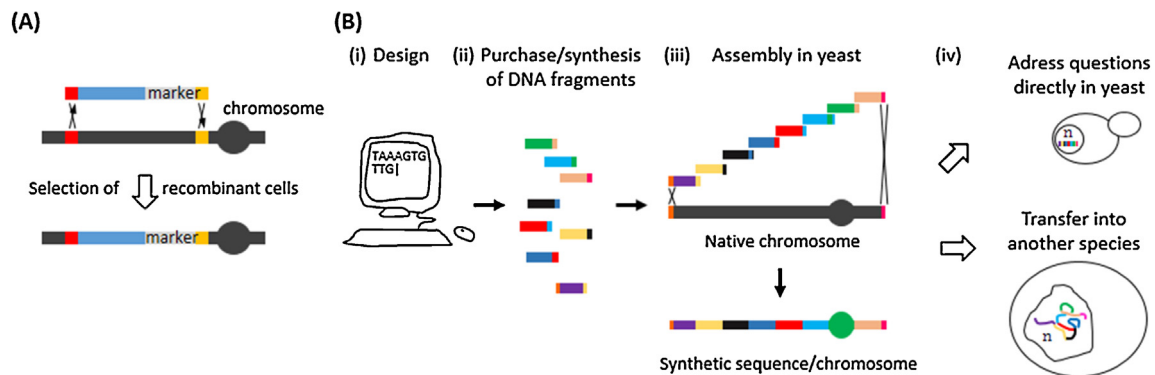 (A)
marker
chromosome
Selection of recombinant cells
marker
(B)
(i) Design
TAAAGTG
TTG|
(ii) Purchase/synthesis
of DNA fragments
(iii) Assembly in yeast
Native chromosome
Synthetic sequence/chromosome
(iv)
Adress questions
directly in yeast
n
Transfer into
another species
n